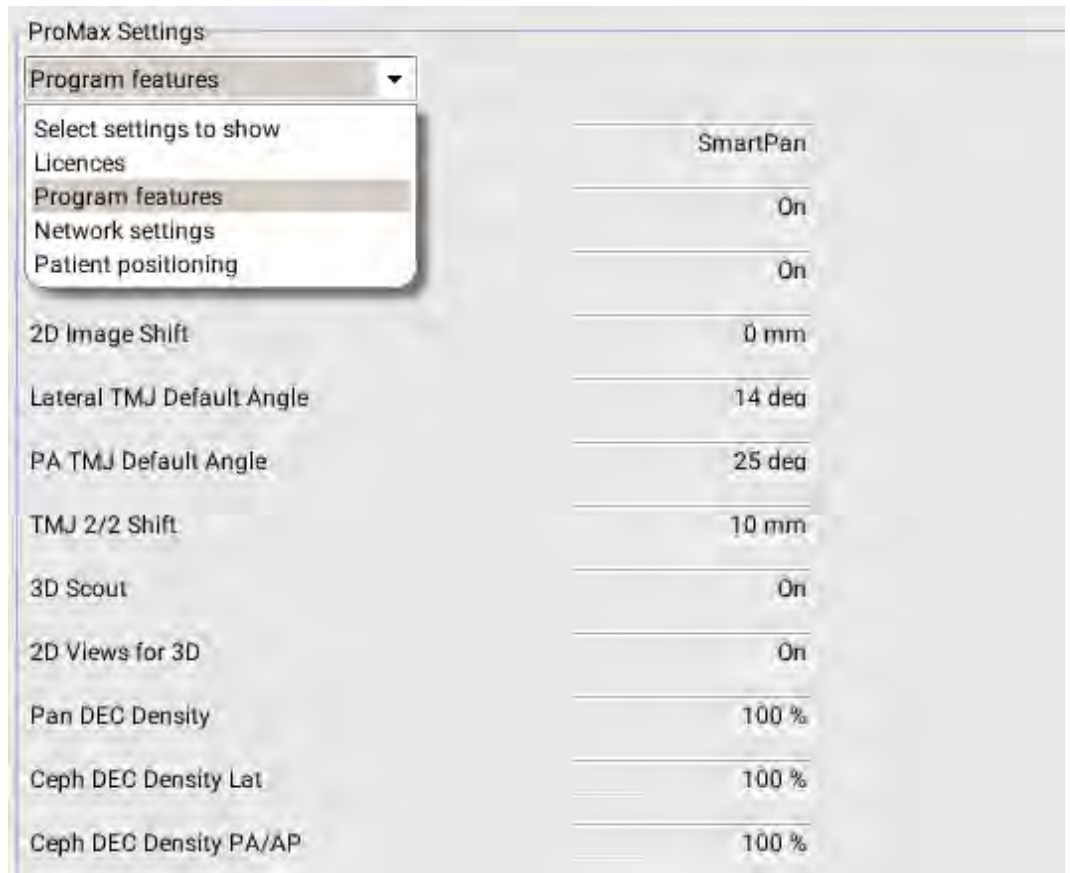 ProMax Settings
Program features
Select settings to show
Licences
Program features
Network settings
Patient positioning
SmartPan
On
On
2D Image Shift 0 mm
Lateral TMJ Default Angle 14 deg
PA TMJ Default Angle 25 deg
TMJ 2/2 Shift 10 mm
3D Scout On
2D Views for 3D On
Pan DEC Density 100 %
Ceph DEC Density Lat 100 %
Ceph DEC Density PA/AP 100 %